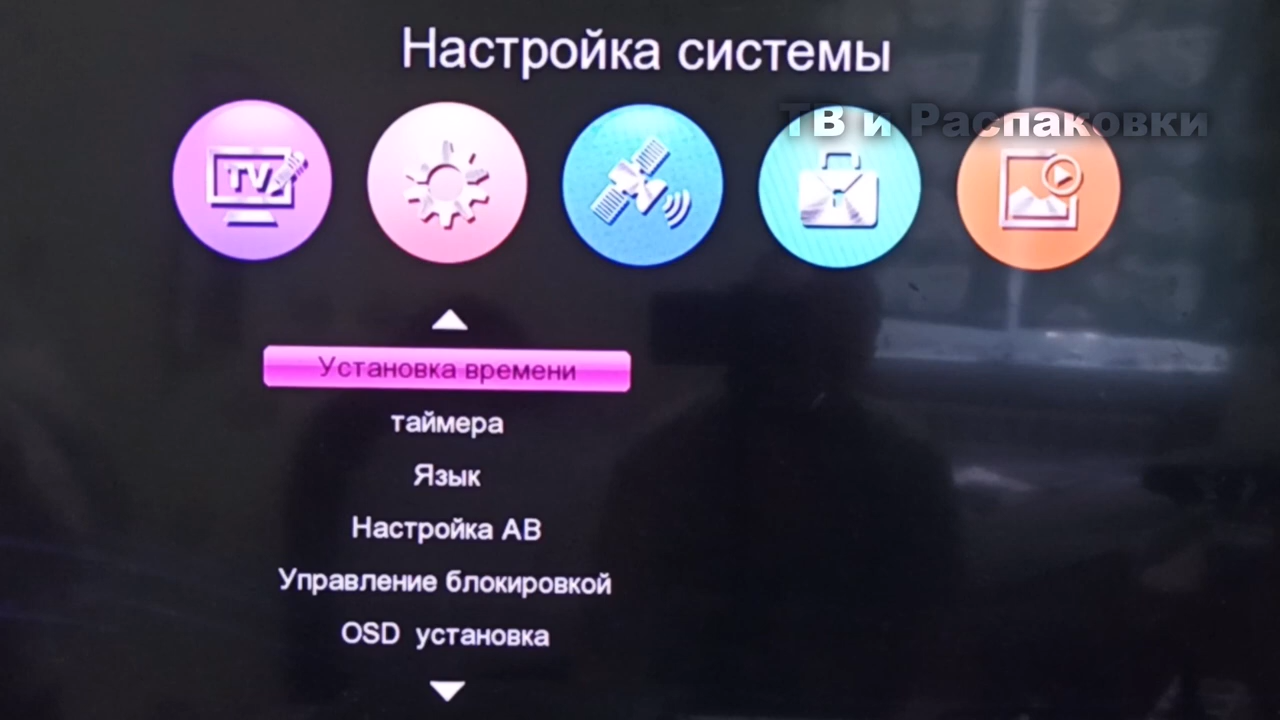 Настройка системы
ТВ и Распаковки
TV
Установка времени
таймера
Язык
Настройка АВ
Управление блокировкой
OSD установка